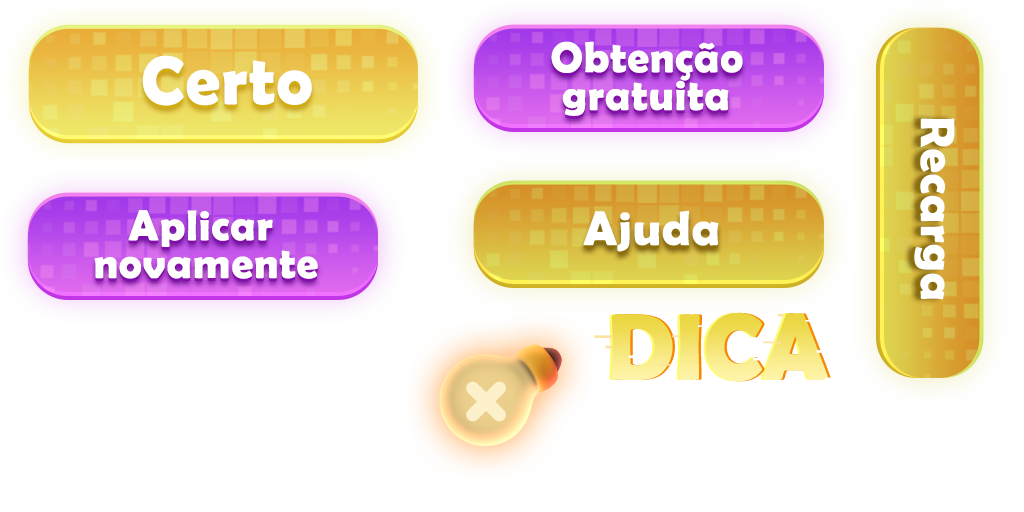 Certo
Obtenção
gratuita
Recarga
Aplicar
novamente
Ajuda
DICA